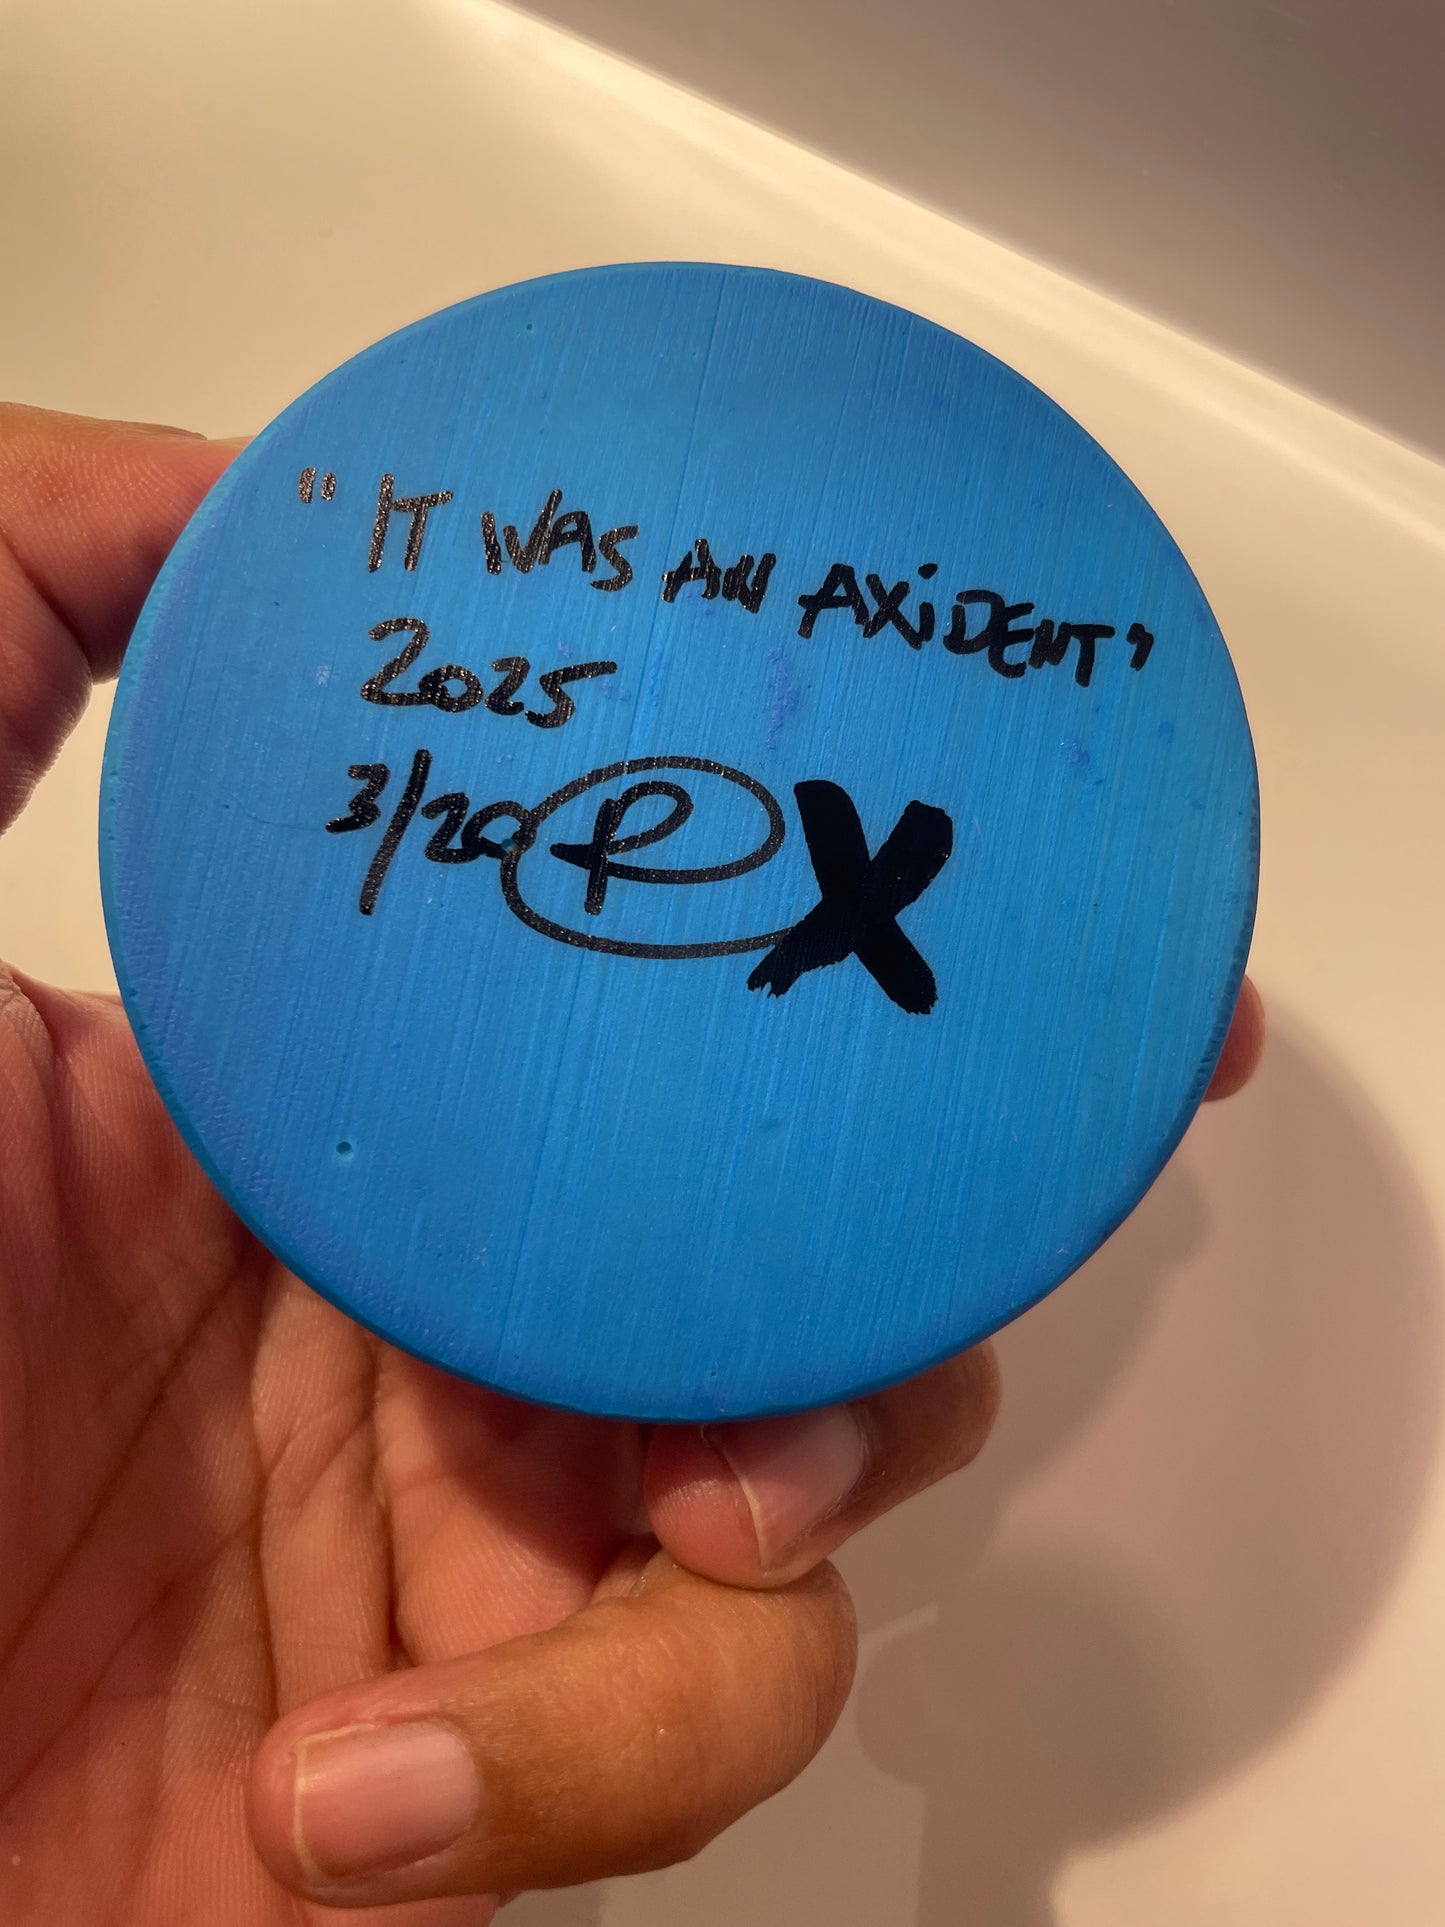 "IT WAS AN AXiDENT"
2025
3/20 P X